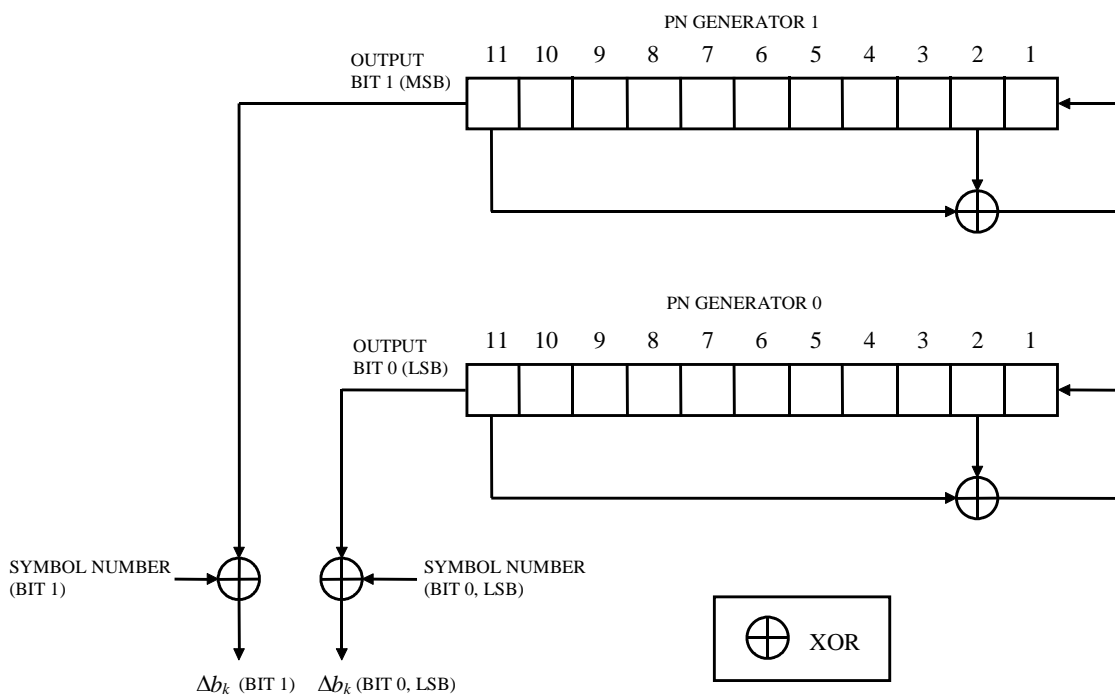 PN GENERATOR 1
11 10 9 8 7 6 5 4 3 2 1
OUTPUT
BIT 1 (MSB)
PN GENERATOR 0
11 10 9 8 7 6 5 4 3 2 1
OUTPUT
BIT 0 (LSB)
SYMBOL NUMBER
(BIT 1)
SYMBOL NUMBER
(BIT 0, LSB)
XOR
Δbₖ (BIT 1)
Δbₖ (BIT 0, LSB)